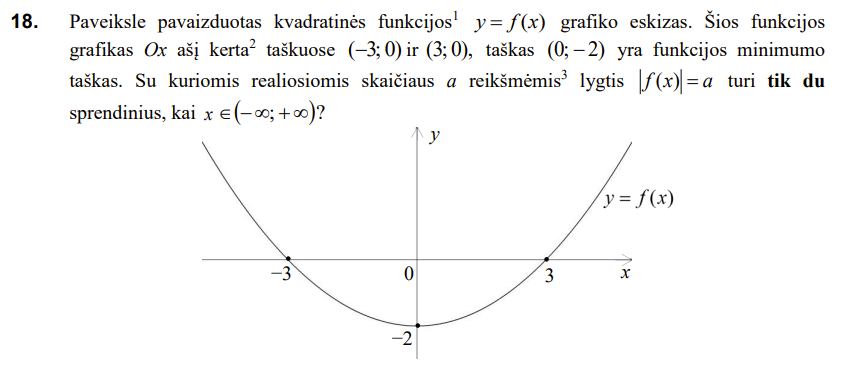 18. Paveiksle pavaizduotas kvadratinės funkcijos¹ y = f(x) grafiko eskizas. Šios funkcijos
grafikas Ox ašį kerta² taškuose (−3; 0) ir (3; 0), taškas (0; −2) yra funkcijos minimumo
taškas. Su kuriomis realiosiomis skaičiaus a reikšmėmis³ lygtis |f(x)| = a turi tik du
sprendinius, kai x ∈ (−∞; +∞)?
y
y = f(x)
−3 0 3 x
−2